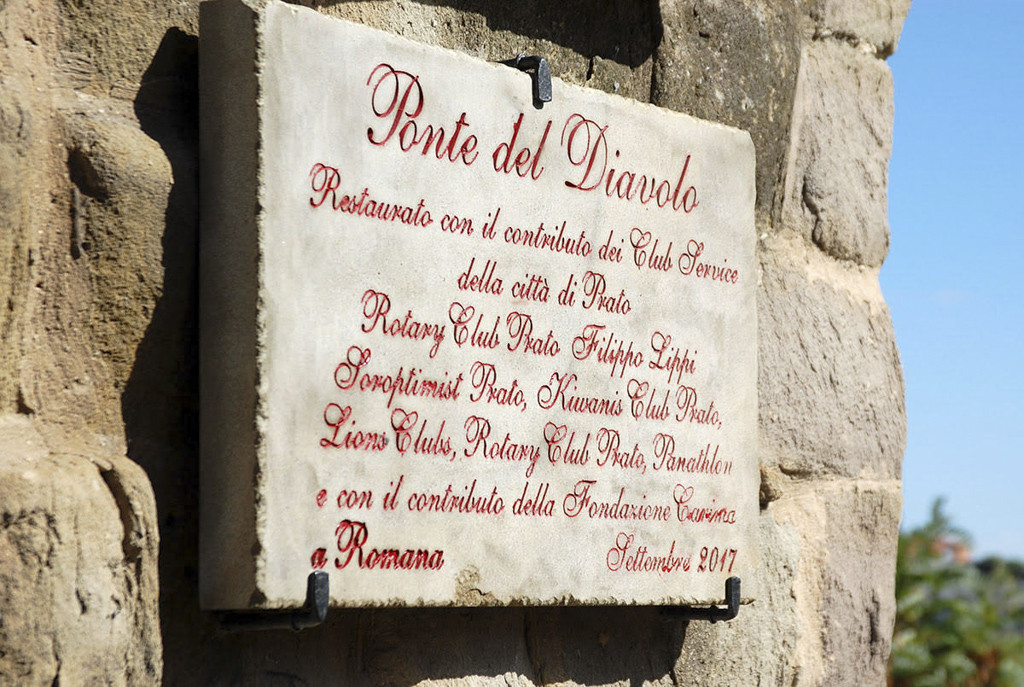 Ponte del Diavolo
Restaurato con il contributo dei Club Service
della città di Prato
Rotary Club Prato Filippo Lippi
Soroptimist Prato, Kiwanis Club Prato,
Lions Clubs, Rotary Club Prato, Panathlon
e con il contributo della Fondazione Carima
a Romana Settembre 2017